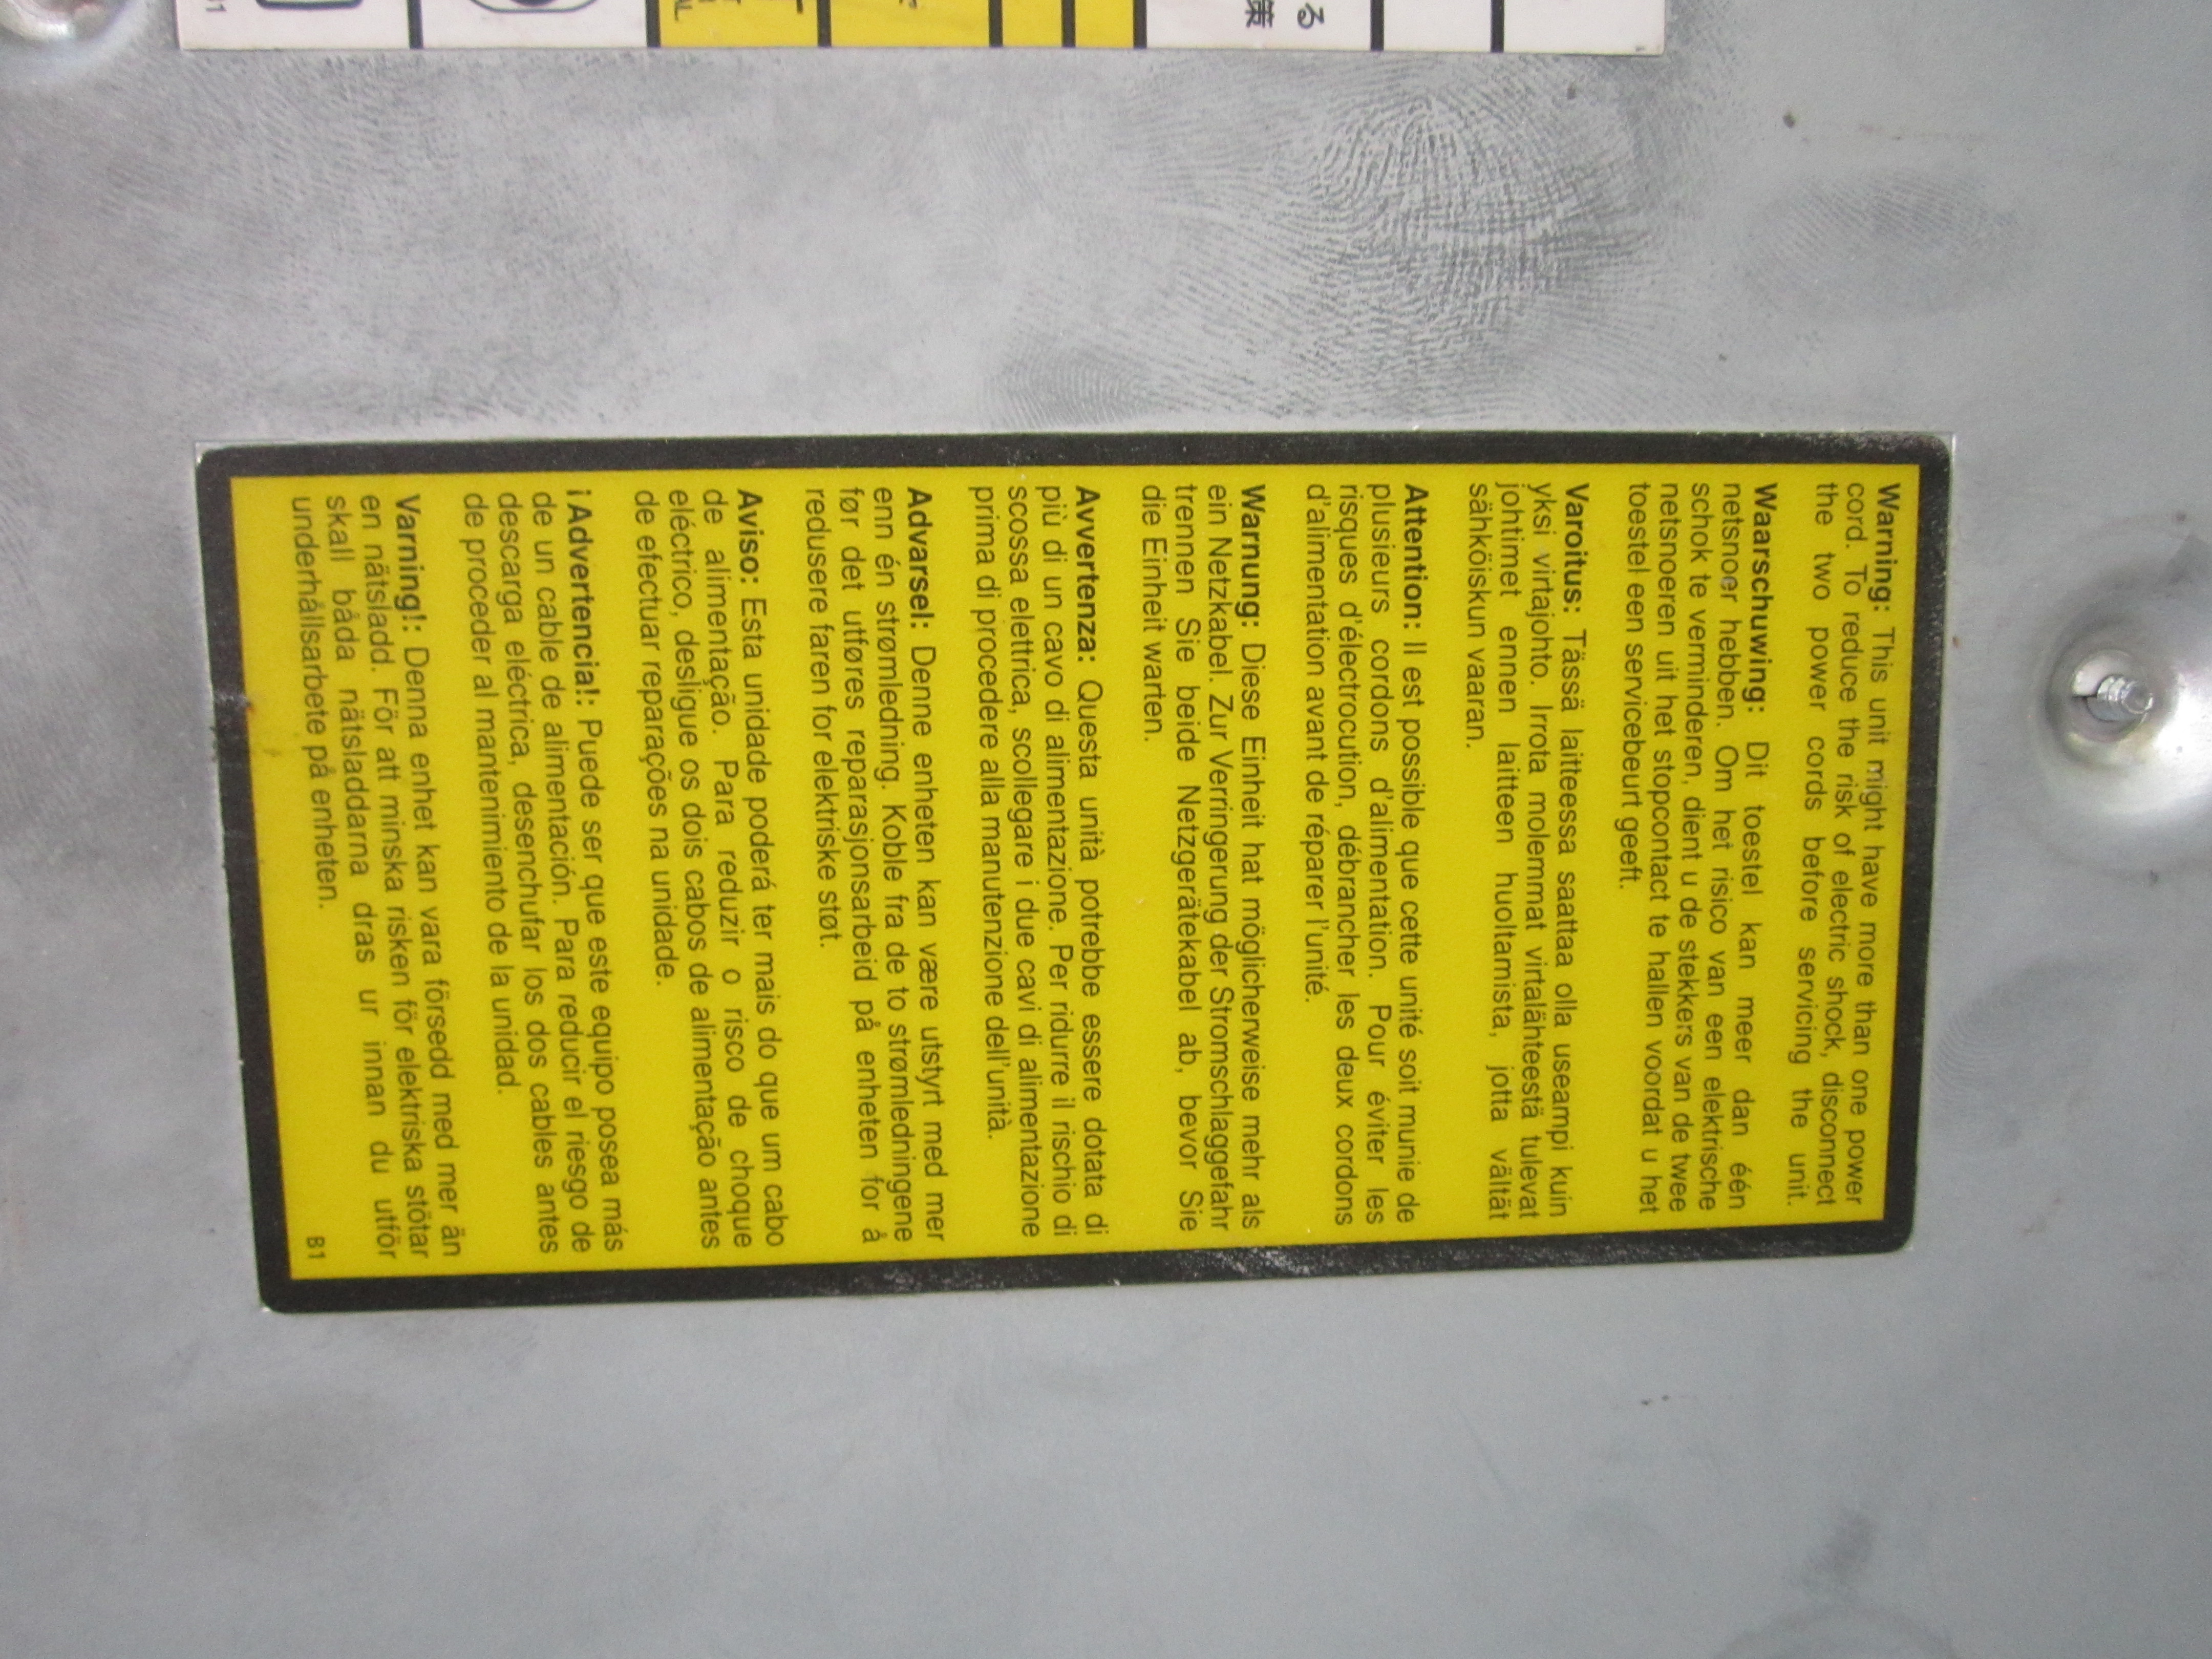 Warning: This unit might have more than one power
cord. To reduce the risk of electric shock, disconnect
the two power cords before servicing the unit.
Waarschuwing: Dit toestel kan meer dan één
netsnoer hebben. Om het risico van een elektrische
schok te verminderen, dient u de stekkers van de twee
netsnoeren uit het stopcontact te hallen voordat u het
toestel een servicebeurt geeft.
Varoitus: Tässä laitteessa saattaa olla useampi kuin
yksi virtajohto. Irrota molemmat virtalähteestä tulevat
johtimet ennen laitteen huoltamista, jotta vältät
sähköiskun vaaran.
Attention: Il est possible que cette unité soit munie de
plusieurs cordons d'alimentation. Pour éviter les
risques d'électrocution, débrancher les deux cordons
d'alimentation avant de réparer l'unité.
Warnung: Diese Einheit hat möglicherweise mehr als
ein Netzkabel. Zur Verringerung der Stromschlaggefahr
trennen Sie beide Netzgerätekabel ab, bevor Sie
die Einheit warten.
Avvertenza: Questa unità potrebbe essere dotata di
più di un cavo di alimentazione. Per ridurre il rischio di
scossa elettrica, scollegare i due cavi di alimentazione
prima di procedere alla manutenzione dell'unità.
Advarsel: Denne enheten kan være utstyrt med mer
enn én strømledning. Koble fra de to strømledningene
før det utføres reparasjonsarbeid på enheten for å
redusere faren for elektriske støt.
Aviso: Esta unidade poderá ter mais do que um cabo
de alimentação. Para reduzir o risco de choque
eléctrico, desligue os dois cabos de alimentação antes
de efectuar reparações na unidade.
¡Advertencia!: Puede ser que este equipo posea más
de un cable de alimentación. Para reducir el riesgo de
descarga eléctrica, desenchufar los dos cables antes
de proceder al mantenimiento de la unidad.
Varning!: Denna enhet kan vara försedd med mer än
en nätsladd. För att minska risken för elektriska stötar
skall båda nätsladdarna dras ur innan du utför
underhållsarbete på enheten.
B1
る
策
NL